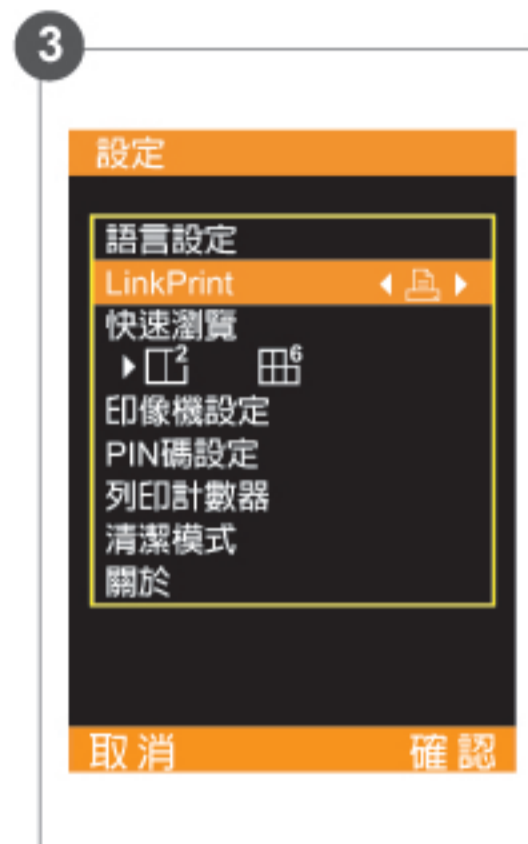 3
設定
語言設定
LinkPrint
快速瀏覽
2 6
印像機設定
PIN碼設定
列印計數器
清潔模式
關於
取消 確認